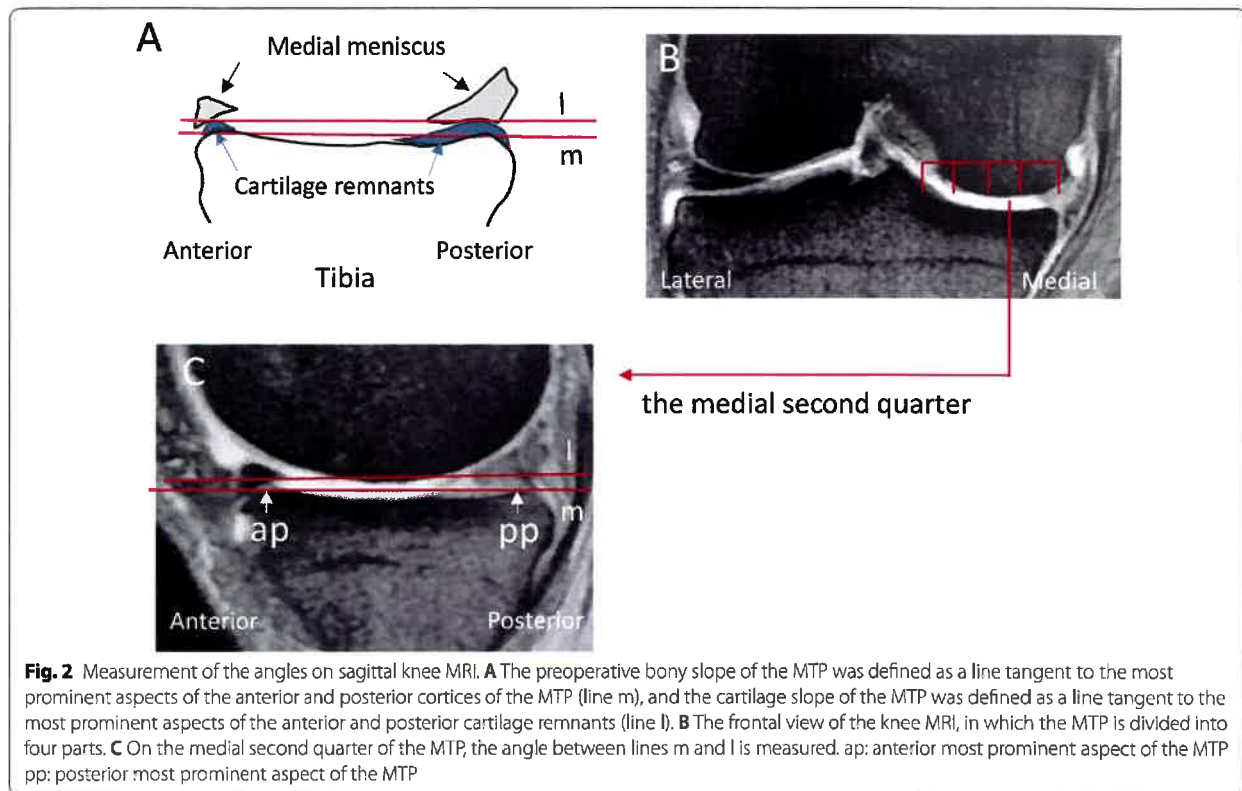 A
Medial meniscus
l
m
Cartilage remnants
Anterior
Posterior
Tibia
B
Lateral
Medial
the medial second quarter
C
l
m
ap
pp
Anterior
Posterior
Fig. 2 Measurement of the angles on sagittal knee MRI. A The preoperative bony slope of the MTP was defined as a line tangent to the most
prominent aspects of the anterior and posterior cortices of the MTP (line m), and the cartilage slope of the MTP was defined as a line tangent to the
most prominent aspects of the anterior and posterior cartilage remnants (line l). B The frontal view of the knee MRI, in which the MTP is divided into
four parts. C On the medial second quarter of the MTP, the angle between lines m and l is measured. ap: anterior most prominent aspect of the MTP
pp: posterior most prominent aspect of the MTP